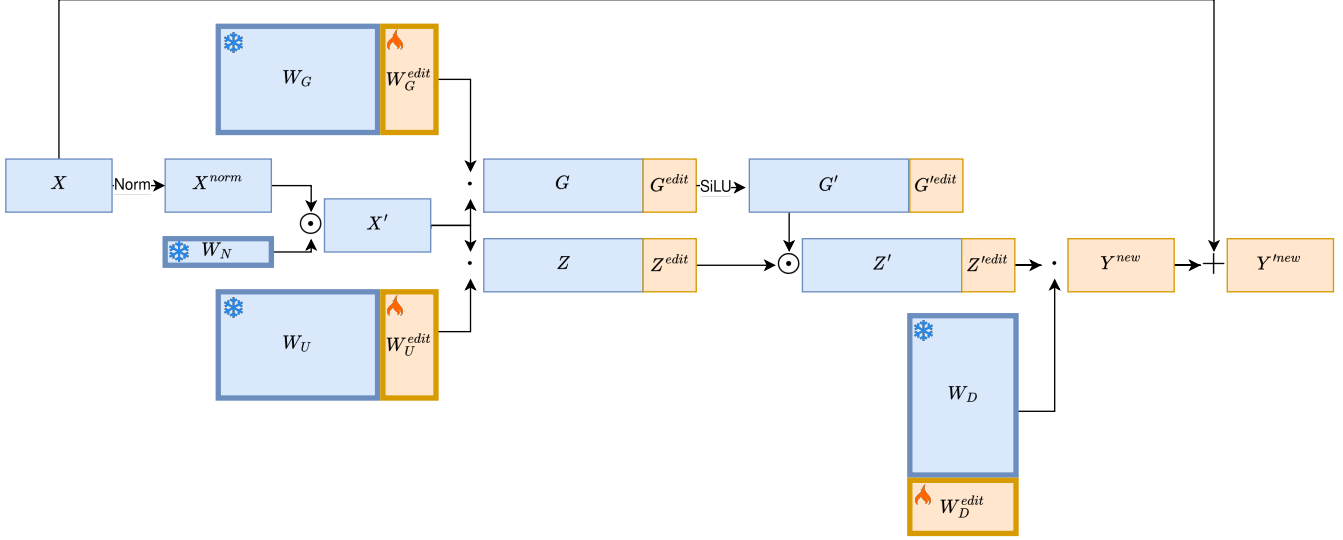 W_G
W_G^{edit}
X
Norm
X^{norm}
G
G^{edit}
SiLU
G'
G'^{edit}
X'
W_N
Z
Z^{edit}
Z'
Z'^{edit}
Y^{new}
Y'^{new}
W_U
W_U^{edit}
W_D
W_D^{edit}